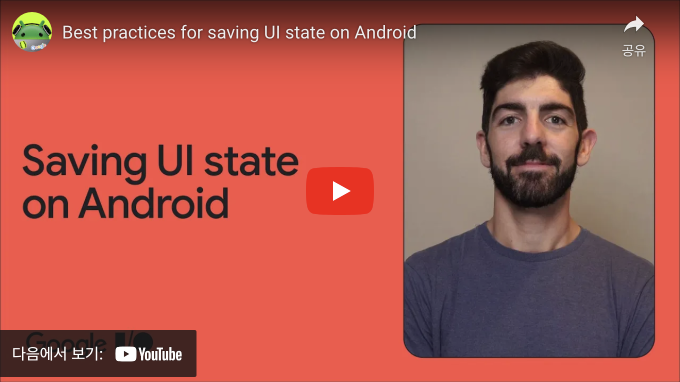 Best practices for saving UI state on Android
공유
Saving UI state
on Android
Google I/O
다음에서 보기: YouTube